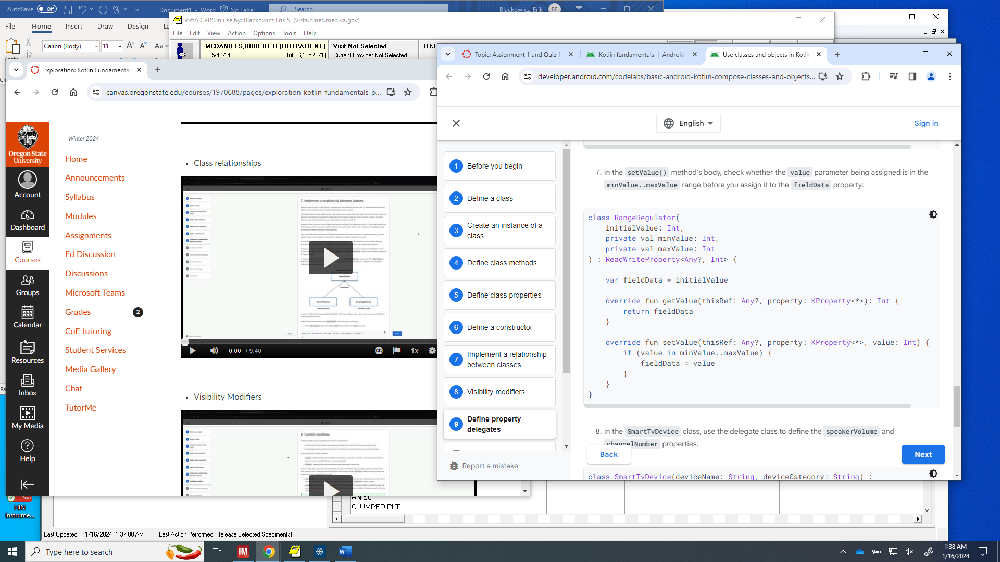 AutoSave Off
Document1 - Word
No Label
Search
Blackowicz, Erik
BE
File
Home
Insert
Draw
Design
Calibri (Body)
11
VistA CPRS in use by: Blackowicz,Erik S (vista.hines.med.va.gov)
File
Edit
View
Action
Options
Tools
Help
MCDANIELS,ROBERT H (OUTPATIENT)
335-46-1492
Jul 26,1952 (71)
Visit Not Selected
Current Provider Not Selected
HINE
Exploration: Kotlin Fundamenta
canvas.oregonstate.edu/courses/1970688/pages/exploration-kotlin-fundamentals-p...
Oregon State
University
Account
Dashboard
Courses
Groups
Calendar
Resources
Inbox
My Media
Help
Winter 2024
Home
Announcements
Syllabus
Modules
Assignments
Ed Discussion
Discussions
Microsoft Teams
Grades
2
CoE tutoring
Student Services
Media Gallery
Chat
TutorMe
• Class relationships
7. Implement a relationship between classes
0:00 / 9:40
1x
• Visibility Modifiers
8. Visibility modifiers
Topic: Assignment 1 and Quiz 1
Kotlin fundamentals | Android
Use classes and objects in Kotlin
developer.android.com/codelabs/basic-android-kotlin-compose-classes-and-objects...
English
Sign in
1 Before you begin
2 Define a class
3 Create an instance of a
class
4 Define class methods
5 Define class properties
6 Define a constructor
7 Implement a relationship
between classes
8 Visibility modifiers
9 Define property
delegates
Report a mistake
7. In the setValue() method's body, check whether the value parameter being assigned is in the
minValue..maxValue range before you assign it to the fieldData property:
class RangeRegulator(
initialValue: Int,
private val minValue: Int,
private val maxValue: Int
) : ReadWriteProperty<Any?, Int> {
var fieldData = initialValue
override fun getValue(thisRef: Any?, property: KProperty<*>): Int {
return fieldData
}
override fun setValue(thisRef: Any?, property: KProperty<*>, value: Int) {
if (value in minValue..maxValue) {
fieldData = value
}
}
}
8. In the SmartTvDevice class, use the delegate class to define the speakerVolume and
channelNumber properties:
Back
Next
class SmartTvDevice(deviceName: String, deviceCategory: String) :
ANISO
CLUMPED PLT
HIN
Instrume...
Last Updated:
1/16/2024 1:37:00 AM
Last Action Performed: Release Selected Specimen(s)
Type here to search
1:38 AM
1/16/2024